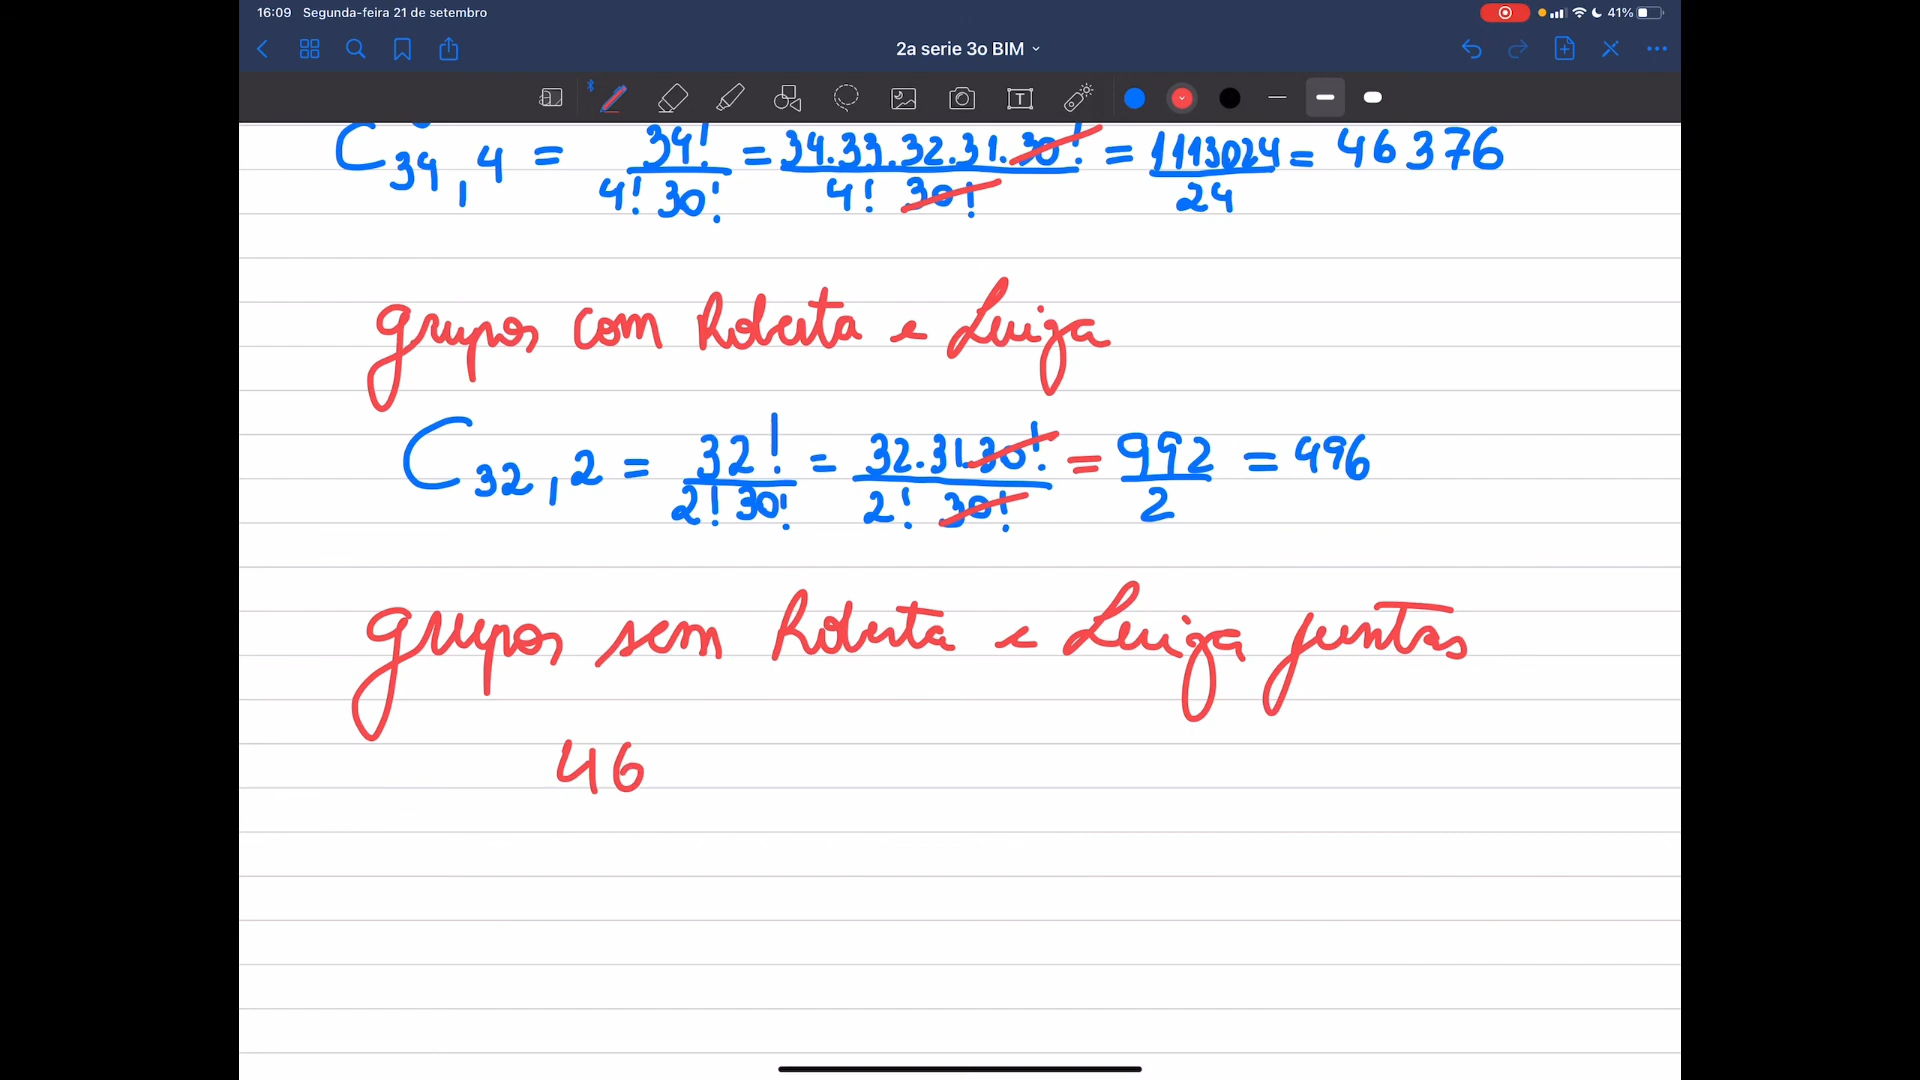 16:09 Segunda-feira 21 de setembro 41%
2a serie 3o BIM
T
C34,4 = 34!/4! 30! = 34.33.32.31.30!/4! 30! = 1113024/24 = 46376
grupos com Roberta e Luiza
C32,2 = 32!/2! 30! = 32.31.30!/2! 30! = 992/2 = 496
grupos sem Roberta e Luiza juntas
46